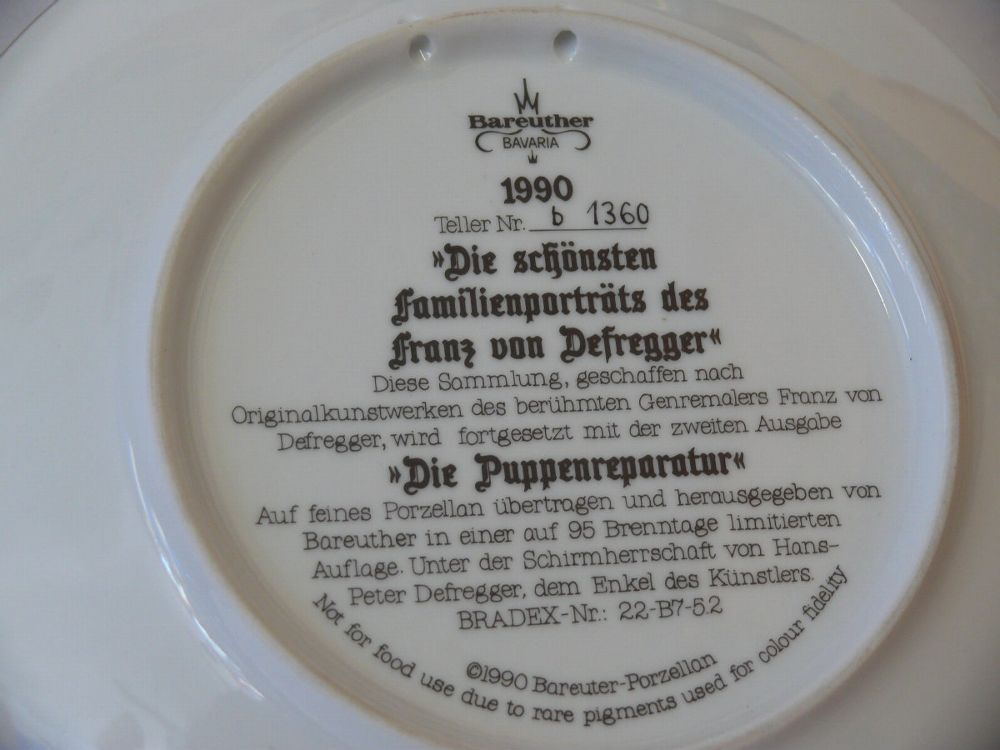 Bareuther
BAVARIA
1990
Teller Nr. b 1360
»Die schönsten
Familienporträts des
Franz von Defregger«
Diese Sammlung, geschaffen nach
Originalkunstwerken des berühmten Genremalers Franz von
Defregger, wird fortgesetzt mit der zweiten Ausgabe
»Die Puppenreparatur«
Auf feines Porzellan übertragen und herausgegeben von
Bareuther in einer auf 95 Brenntage limitierten
Auflage. Unter der Schirmherrschaft von Hans-
Peter Defregger, dem Enkel des Künstlers.
BRADEX-Nr.: 22-B7-5.2
©1990 Bareuter-Porzellan
Not for food use due to rare pigments used for colour fidelity